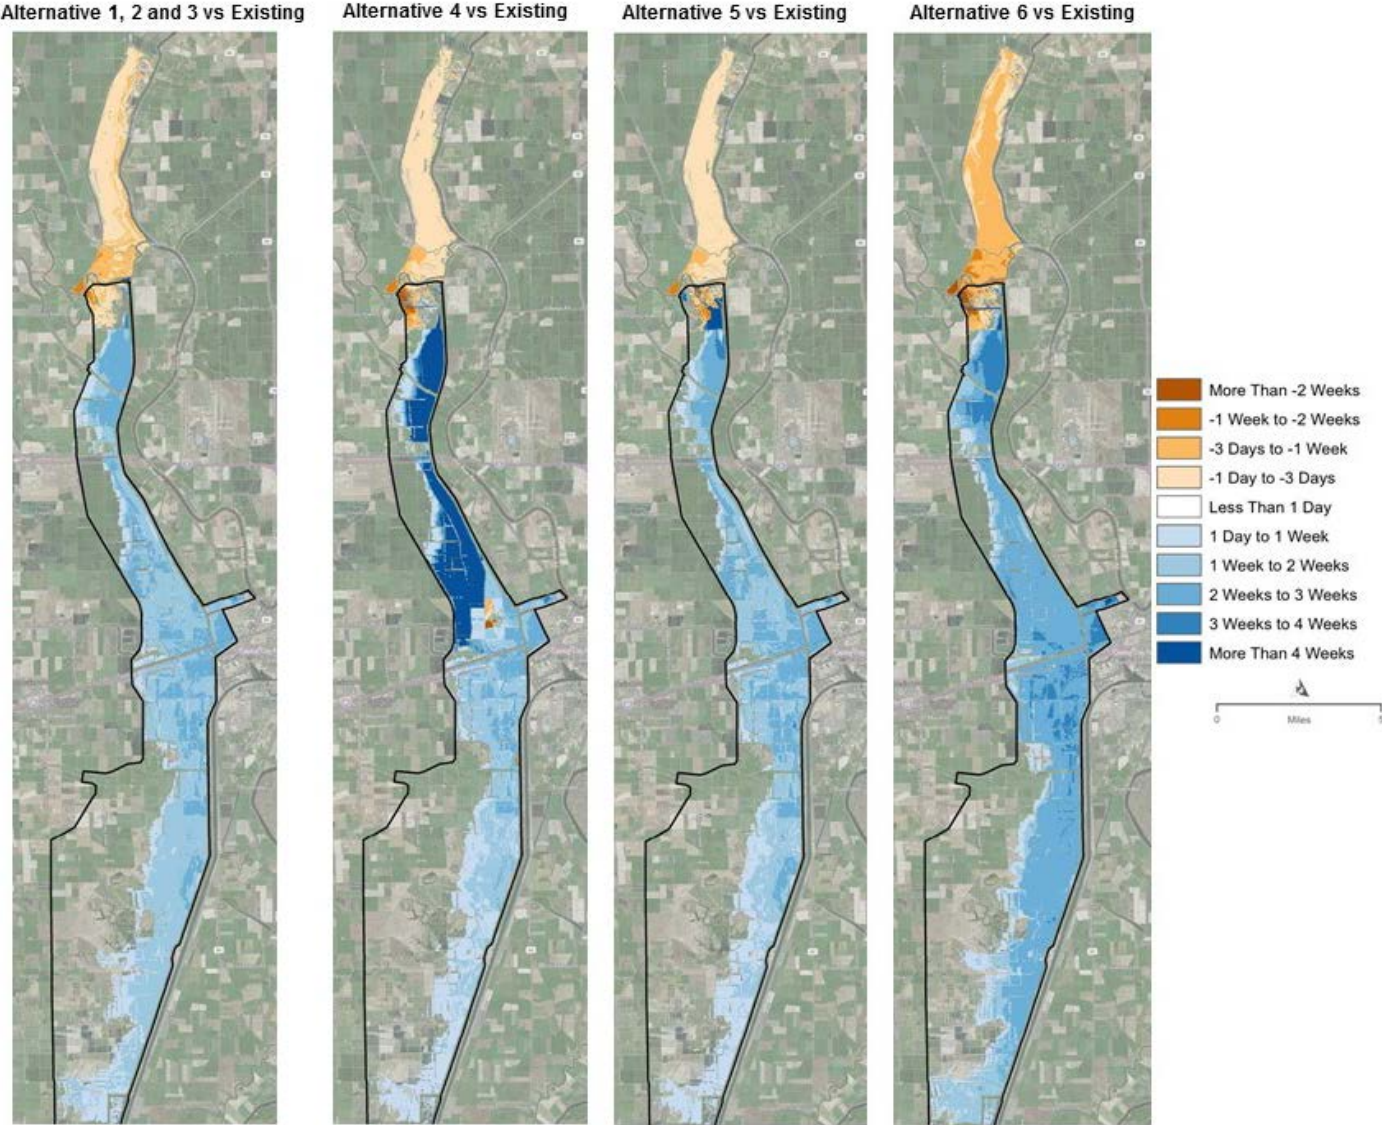 Alternative 1, 2 and 3 vs Existing
Alternative 4 vs Existing
Alternative 5 vs Existing
Alternative 6 vs Existing
More Than -2 Weeks
-1 Week to -2 Weeks
-3 Days to -1 Week
-1 Day to -3 Days
Less Than 1 Day
1 Day to 1 Week
1 Week to 2 Weeks
2 Weeks to 3 Weeks
3 Weeks to 4 Weeks
More Than 4 Weeks
0 Miles